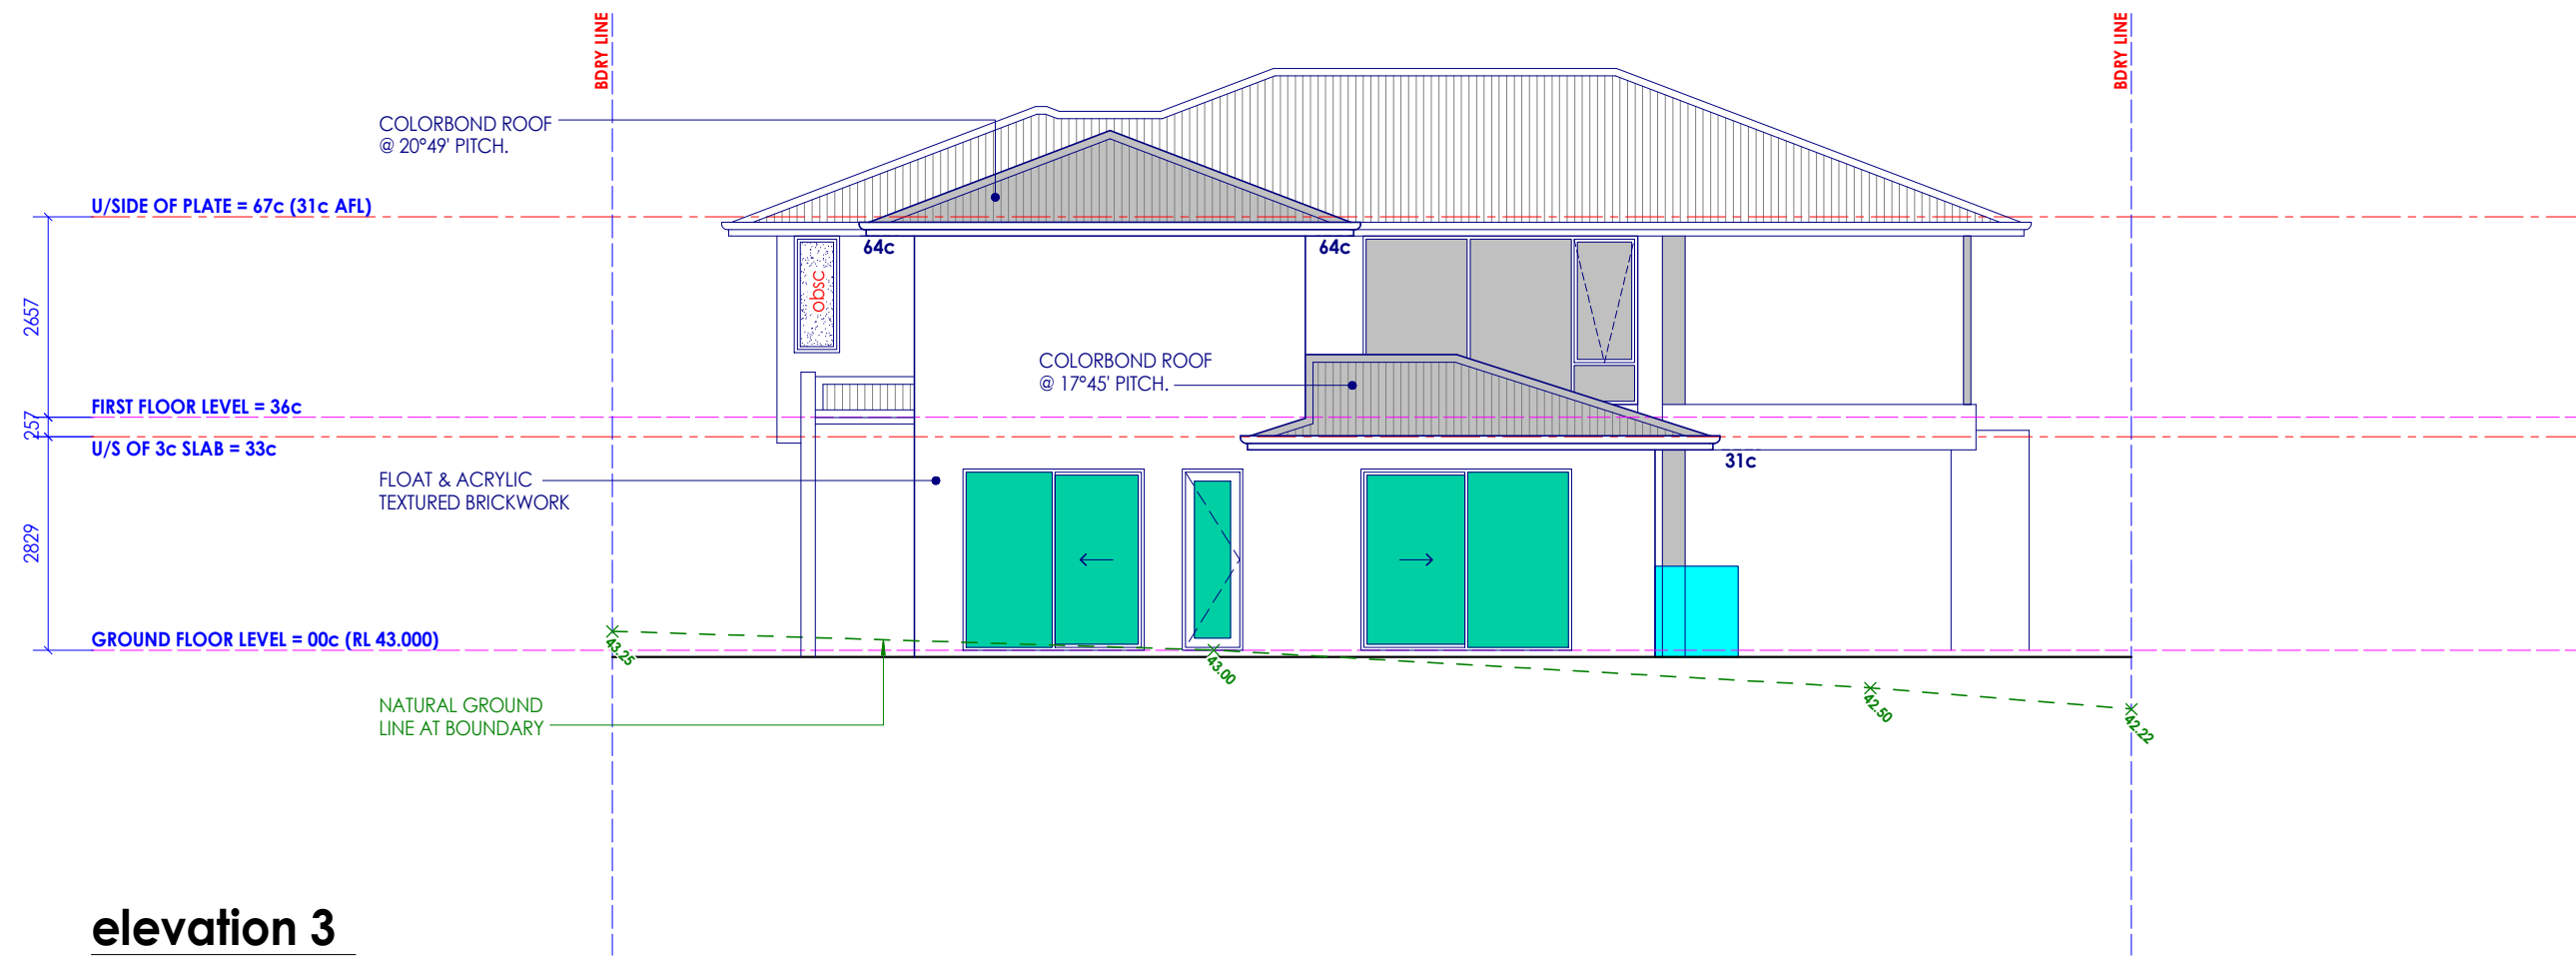 BDRY LINE
BDRY LINE
COLORBOND ROOF
@ 20°49' PITCH.
U/SIDE OF PLATE = 67c (31c AFL)
64c
64c
obsc
2657
COLORBOND ROOF
@ 17°45' PITCH.
FIRST FLOOR LEVEL = 36c
257
U/S OF 3c SLAB = 33c
31c
FLOAT & ACRYLIC
TEXTURED BRICKWORK
2829
GROUND FLOOR LEVEL = 00c (RL 43.000)
43.25
43.00
42.50
42.22
NATURAL GROUND
LINE AT BOUNDARY
elevation 3